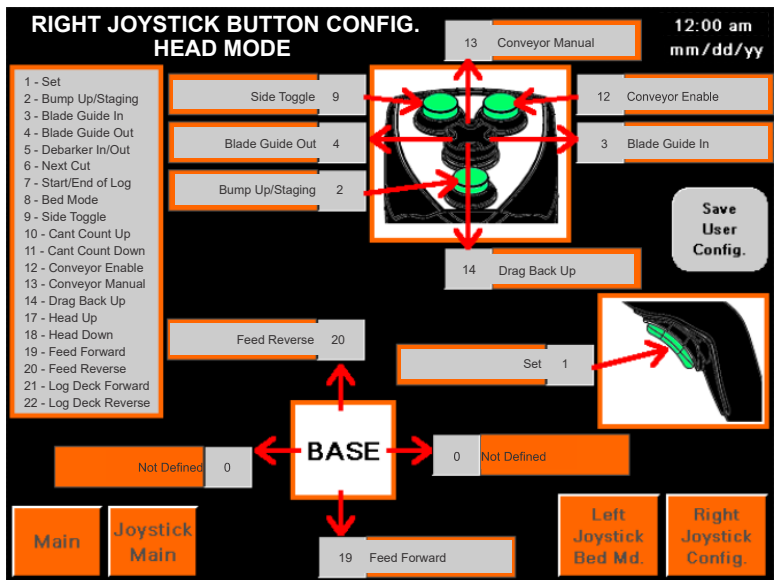 RIGHT JOYSTICK BUTTON CONFIG.
HEAD MODE
12:00 am
mm/dd/yy
13 Conveyor Manual
1 - Set
2 - Bump Up/Staging
3 - Blade Guide In
4 - Blade Guide Out
5 - Debarker In/Out
6 - Next Cut
7 - Start/End of Log
8 - Bed Mode
9 - Side Toggle
10 - Cant Count Up
11 - Cant Count Down
12 - Conveyor Enable
13 - Conveyor Manual
14 - Drag Back Up
17 - Head Up
18 - Head Down
19 - Feed Forward
20 - Feed Reverse
21 - Log Deck Forward
22 - Log Deck Reverse
Side Toggle 9
12 Conveyor Enable
Blade Guide Out 4
3 Blade Guide In
Bump Up/Staging 2
Save
User
Config.
14 Drag Back Up
Feed Reverse 20
Set 1
BASE
Not Defined 0
0 Not Defined
19 Feed Forward
Main
Joystick
Main
Left
Joystick
Bed Md.
Right
Joystick
Config.